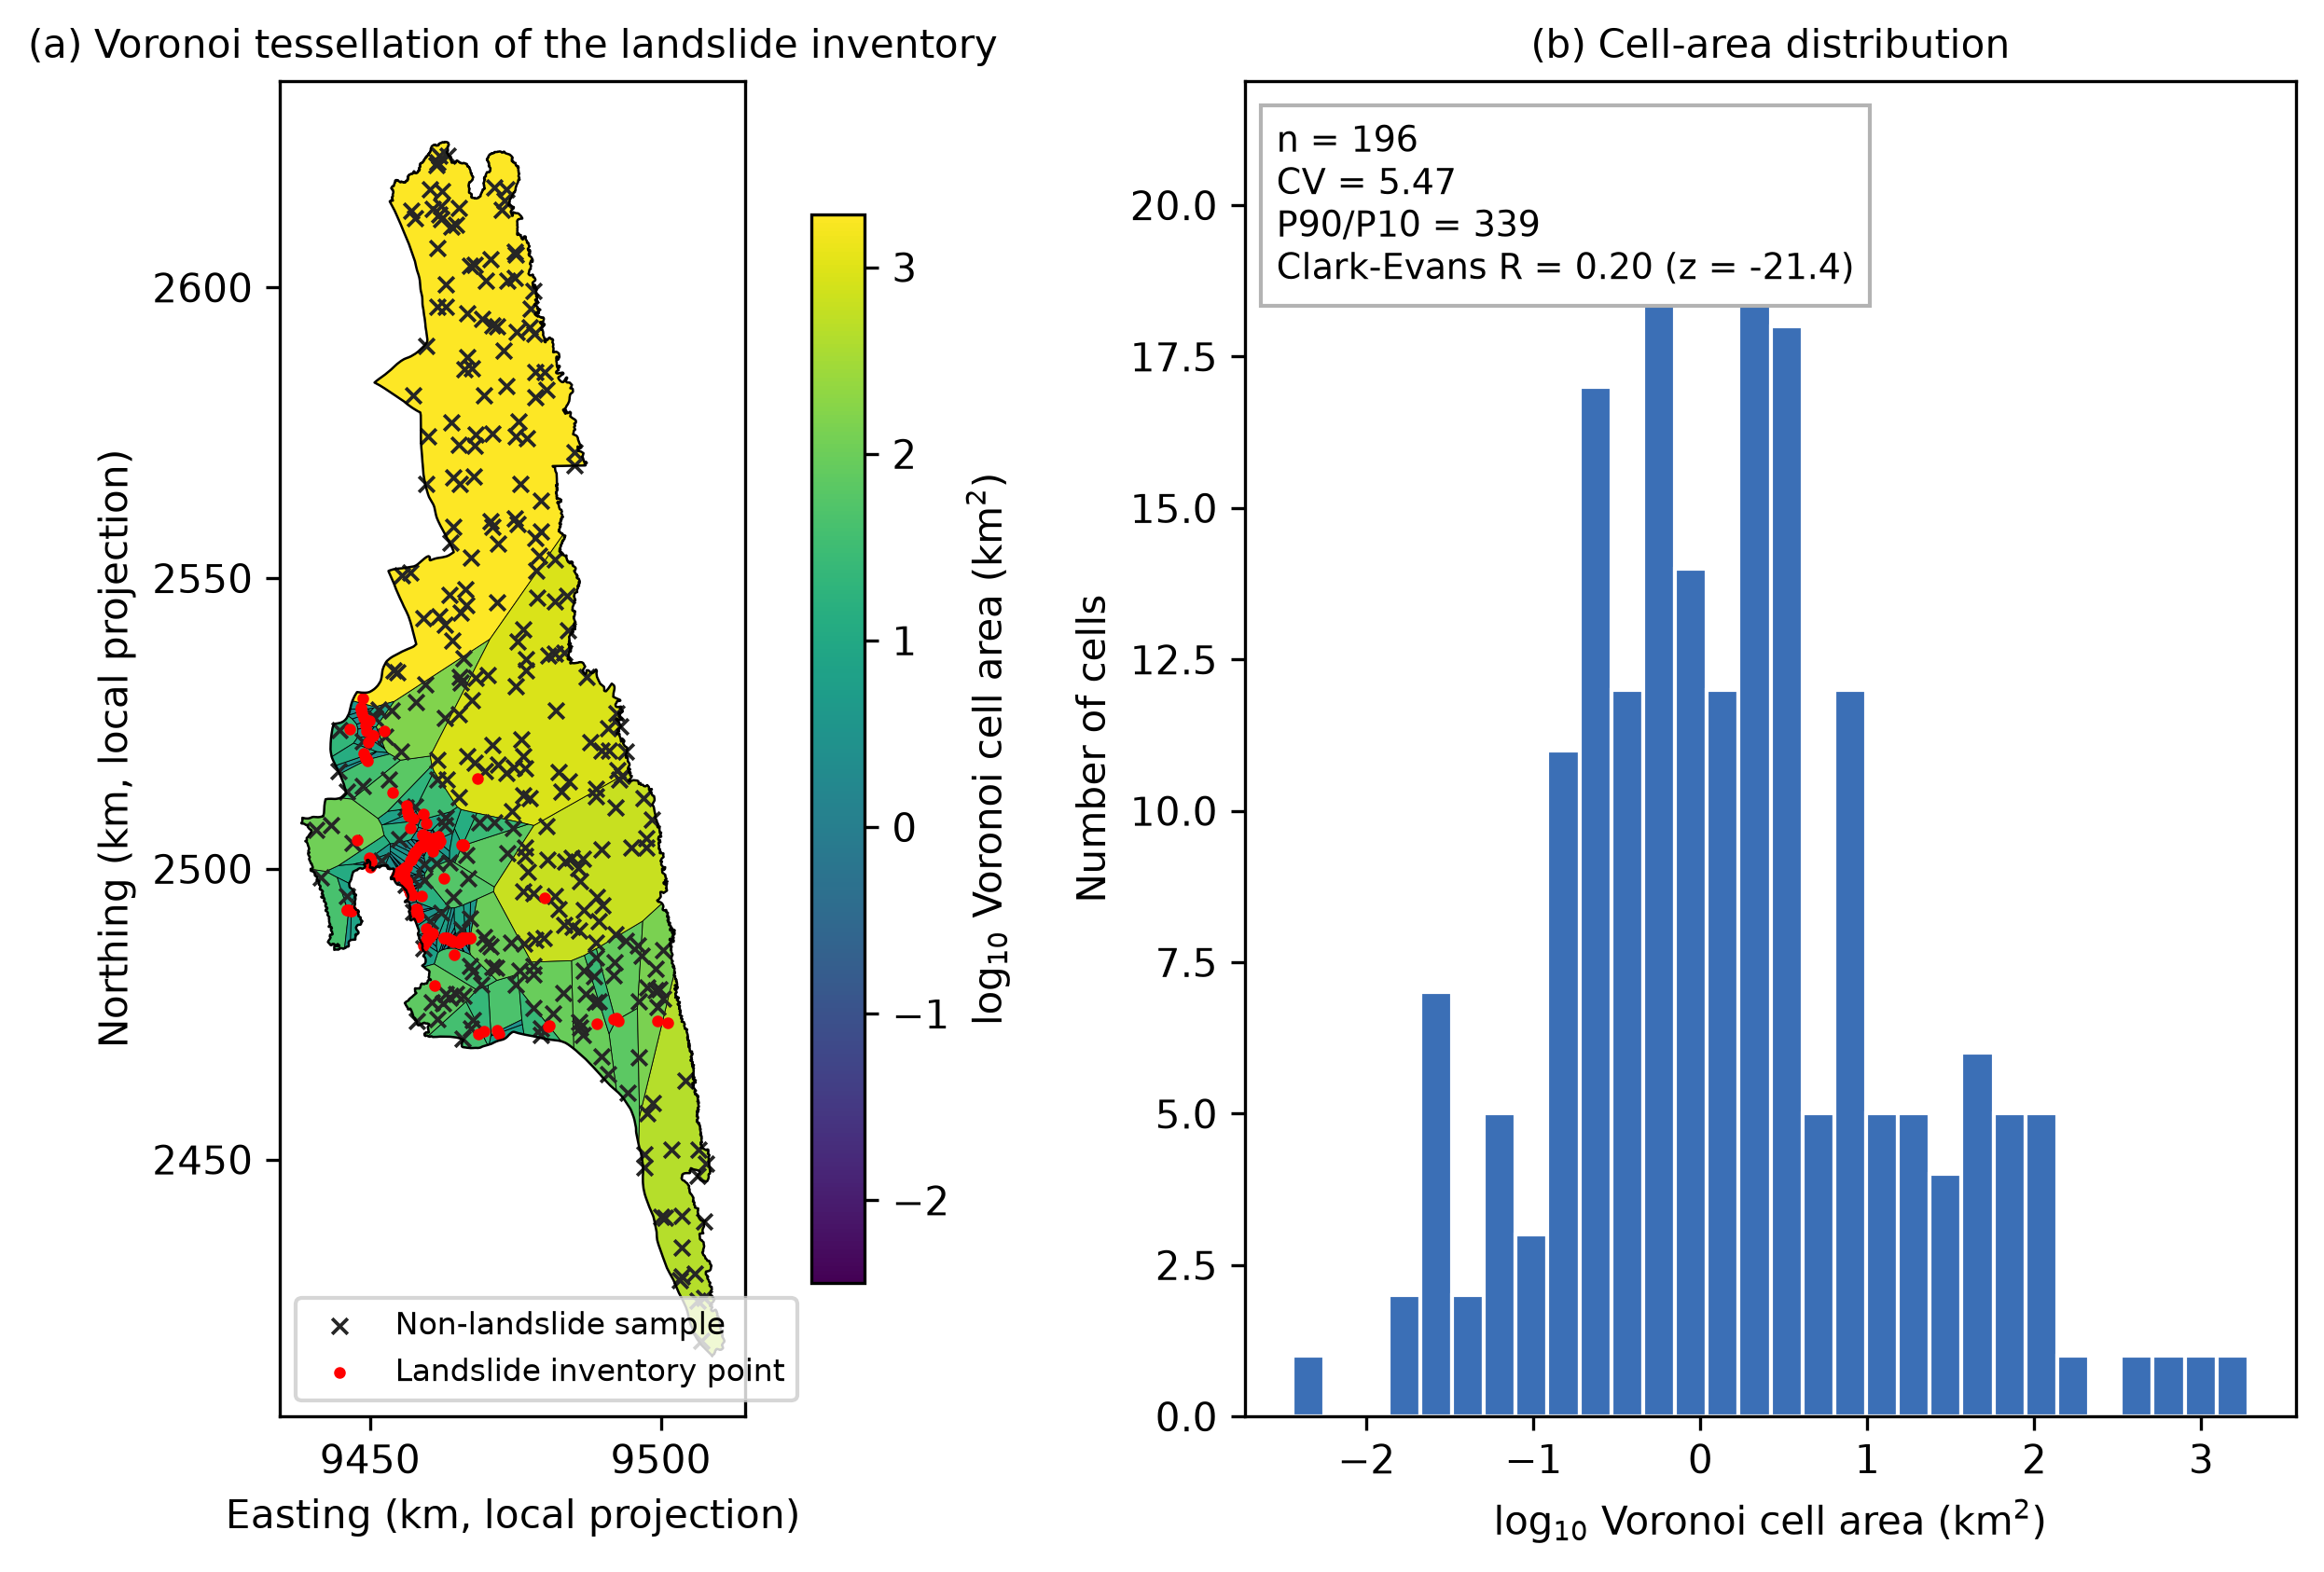 (a) Voronoi tessellation of the landslide inventory
2600
2550
2500
2450
Northing (km, local projection)
9450
9500
Easting (km, local projection)
Non-landslide sample
Landslide inventory point
3
2
1
0
−1
−2
log₁₀ Voronoi cell area (km²)
(b) Cell-area distribution
n = 196
CV = 5.47
P90/P10 = 339
Clark-Evans R = 0.20 (z = -21.4)
20.0
17.5
15.0
12.5
10.0
7.5
5.0
2.5
0.0
Number of cells
−2
−1
0
1
2
3
log₁₀ Voronoi cell area (km²)